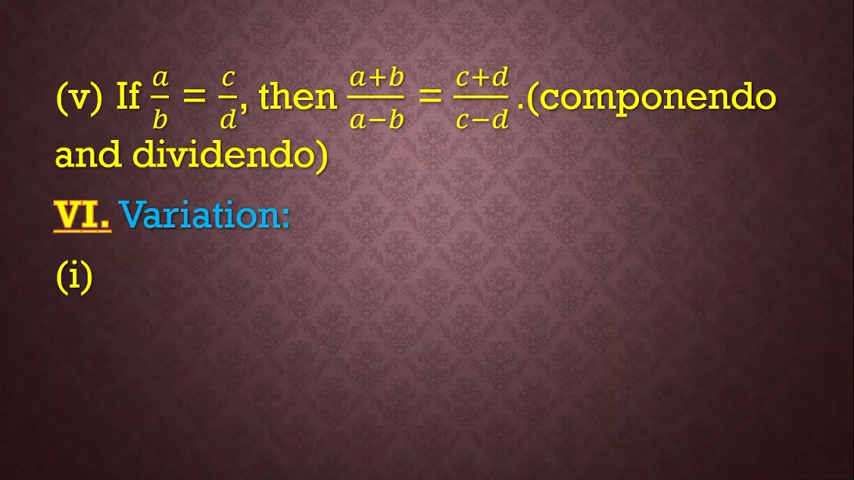 (v) If a/b = c/d, then a+b/a−b = c+d/c−d .(componendo
and dividendo)
VI. Variation:
(i)